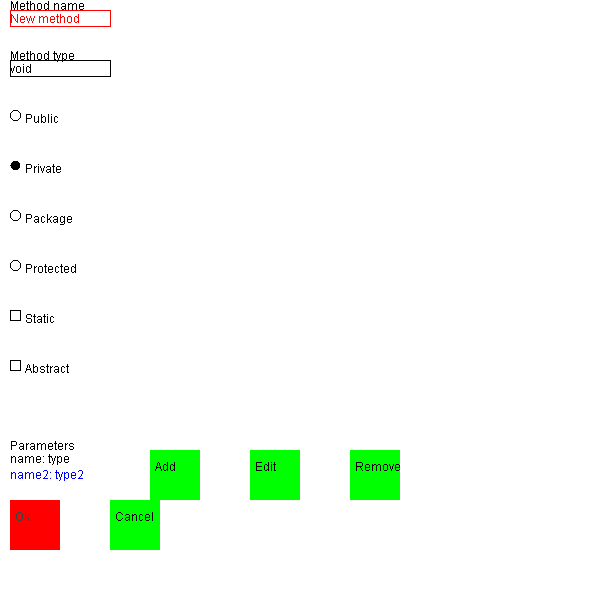 Method name
New method
Method type
void
Public
Private
Package
Protected
Static
Abstract
Parameters
name: type
name2: type2
Add
Edit
Remove
Ok
Cancel